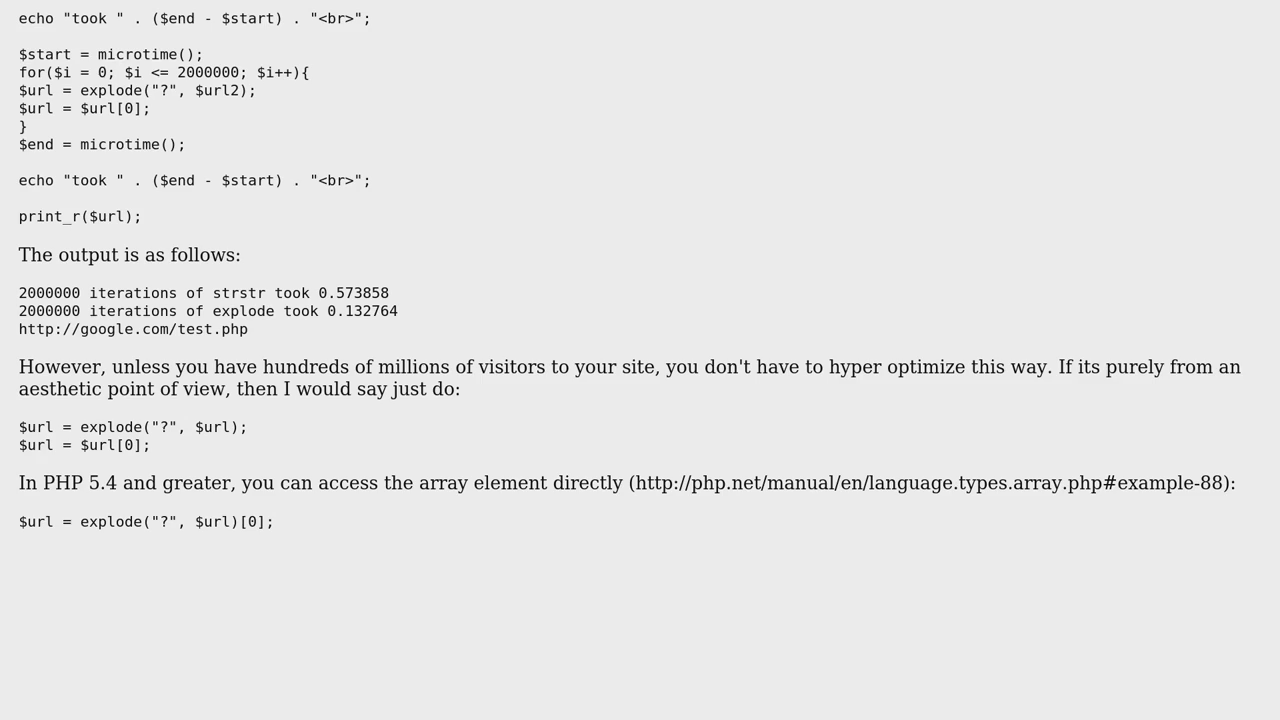 echo "took " . ($end - $start) . "<br>";
$start = microtime();
for($i = 0; $i <= 2000000; $i++){
$url = explode("?", $url2);
$url = $url[0];
}
$end = microtime();
echo "took " . ($end - $start) . "<br>";
print_r($url);
The output is as follows:
2000000 iterations of strstr took 0.573858
2000000 iterations of explode took 0.132764
http://google.com/test.php
However, unless you have hundreds of millions of visitors to your site, you don't have to hyper optimize this way. If its purely from an
aesthetic point of view, then I would say just do:
$url = explode("?", $url);
$url = $url[0];
In PHP 5.4 and greater, you can access the array element directly (http://php.net/manual/en/language.types.array.php#example-88):
$url = explode("?", $url)[0];